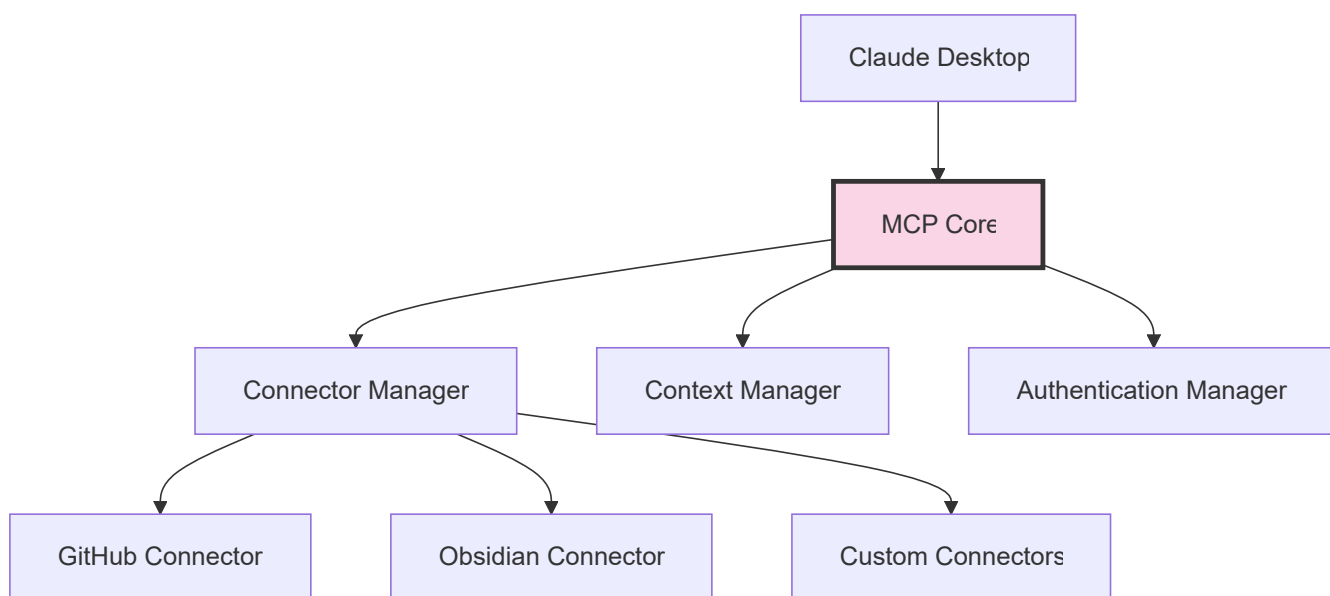 Claude Desktop
MCP Core
Connector Manager
Context Manager
Authentication Manager
GitHub Connector
Obsidian Connector
Custom Connectors